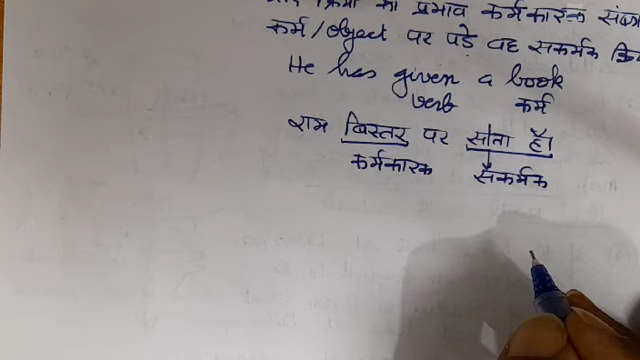 क्रिया का प्रभाव कर्मकारक
कर्म/object पर पड़े वह सकर्मक
He has given a book
verb कर्म
राम बिस्तर पर सोता है।
कर्मकारक सकर्मक